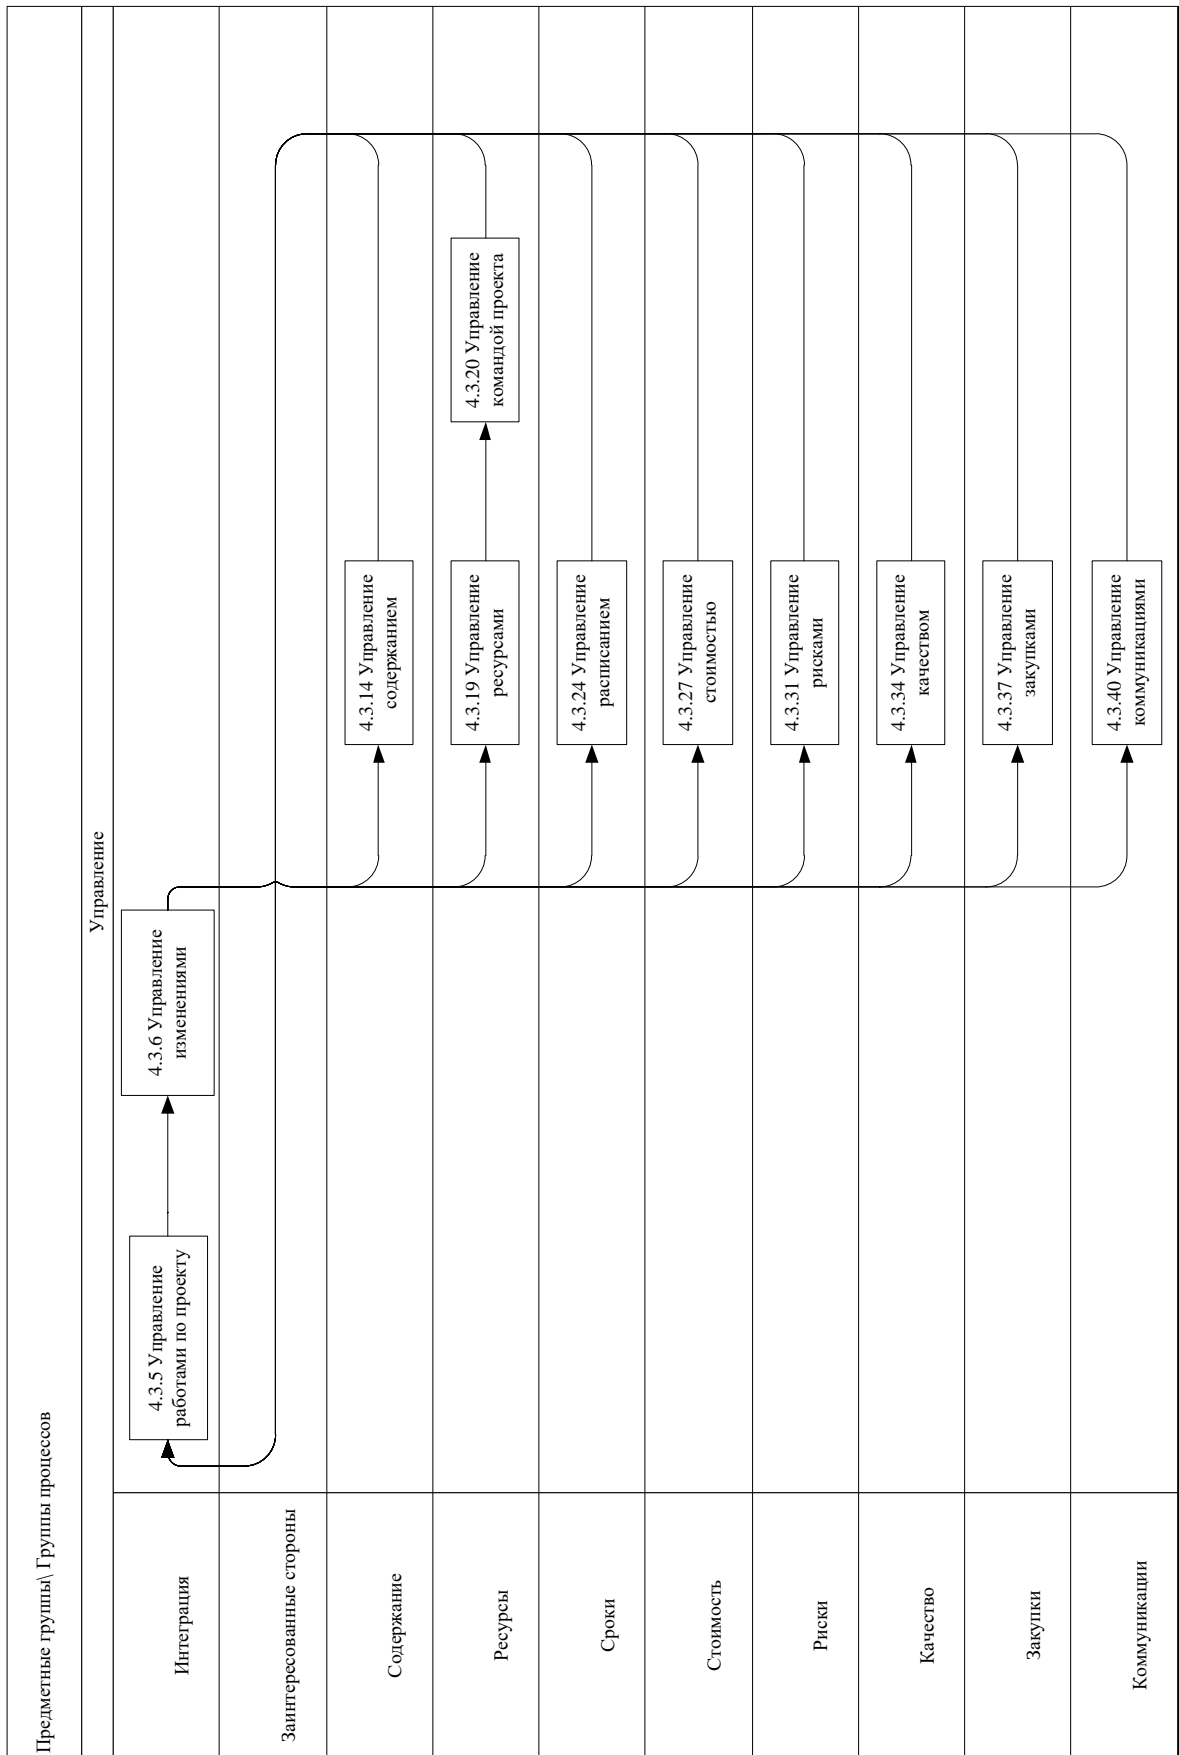 Предметные группы\ Группы процессов
Управление
Интеграция
4.3.5 Управление
работами по проекту
4.3.6 Управление
изменениями
Заинтересованные стороны
Содержание
4.3.14 Управление
содержанием
Ресурсы
4.3.19 Управление
ресурсами
4.3.20 Управление
командой проекта
Сроки
4.3.24 Управление
расписанием
Стоимость
4.3.27 Управление
стоимостью
Риски
4.3.31 Управление
рисками
Качество
4.3.34 Управление
качеством
Закупки
4.3.37 Управление
закупками
Коммуникации
4.3.40 Управление
коммуникациями